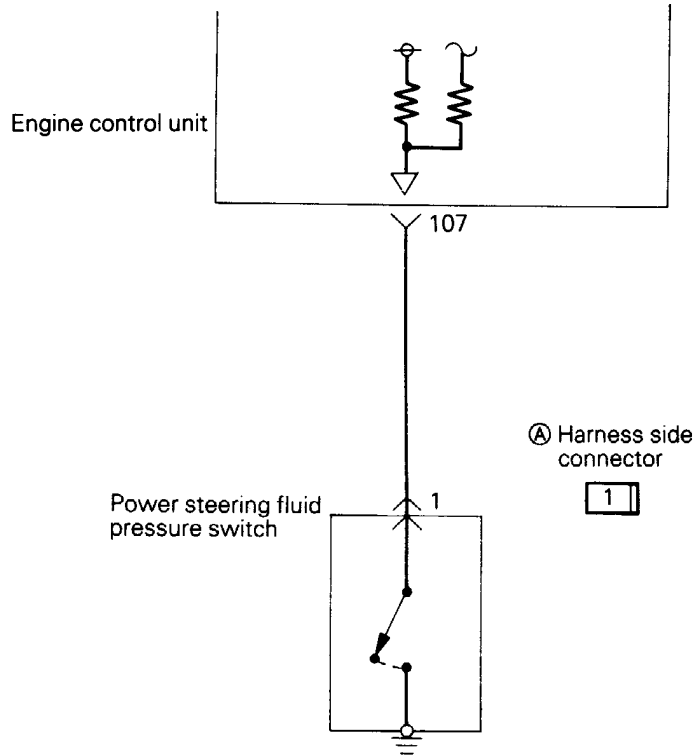 Engine control unit
107
Ⓐ Harness side
connector
1
Power steering fluid
pressure switch
1